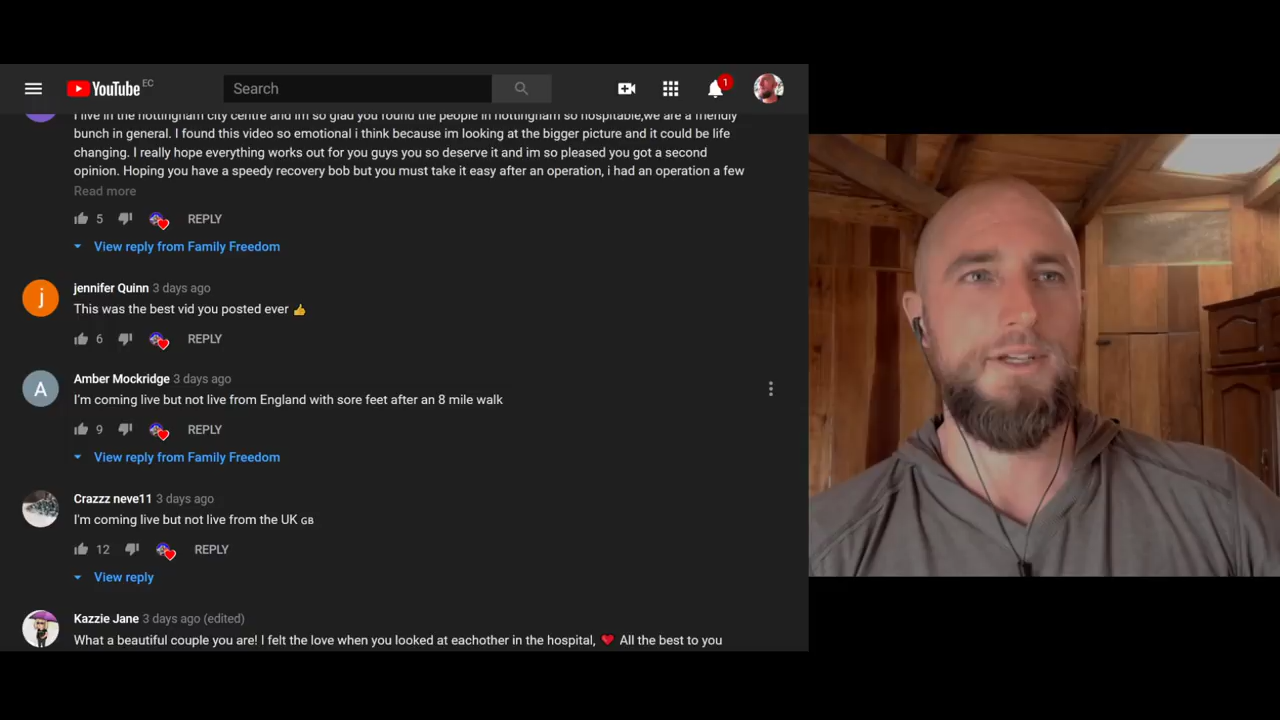 YouTube EC
Search
1
I live in the nottingham city centre and im so glad you found the people in nottingham so hospitable,we are a friendly
bunch in general. I found this video so emotional i think because im looking at the bigger picture and it could be life
changing. I really hope everything works out for you guys you so deserve it and im so pleased you got a second
opinion. Hoping you have a speedy recovery bob but you must take it easy after an operation, i had an operation a few
Read more
5 REPLY
View reply from Family Freedom
j
jennifer Quinn 3 days ago
This was the best vid you posted ever 👍
6 REPLY
A
Amber Mockridge 3 days ago
I'm coming live but not live from England with sore feet after an 8 mile walk
9 REPLY
View reply from Family Freedom
Crazzz neve11 3 days ago
I'm coming live but not live from the UK GB
12 REPLY
View reply
Kazzie Jane 3 days ago (edited)
What a beautiful couple you are! I felt the love when you looked at eachother in the hospital, ❤️ All the best to you